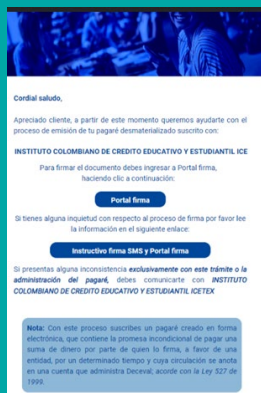 Cordial saludo,
Apreciado cliente, a partir de este momento queremos ayudarte con el
proceso de emisión de tu pagaré desmaterializado suscrito con:
INSTITUTO COLOMBIANO DE CREDITO EDUCATIVO Y ESTUDIANTIL ICE
Para firmar el documento debes ingresar a Portal firma,
haciendo clic a continuación:
Portal firma
Si tienes alguna inquietud con respecto al proceso de firma por favor lee
la información en el siguiente enlace:
Instructivo firma SMS y Portal firma
Si presentas alguna inconsistencia exclusivamente con este trámite o la
administración del pagaré, debes comunicarte con INSTITUTO
COLOMBIANO DE CREDITO EDUCATIVO Y ESTUDIANTIL ICETEX
Nota: Con este proceso suscribes un pagaré creado en forma
electrónica, que contiene la promesa incondicional de pagar una
suma de dinero por parte de quien lo firma, a favor de una
entidad, por un determinado tiempo y cuya circulación se anota
en una cuenta que administra Deceval; acorde con la Ley 527 de
1999.